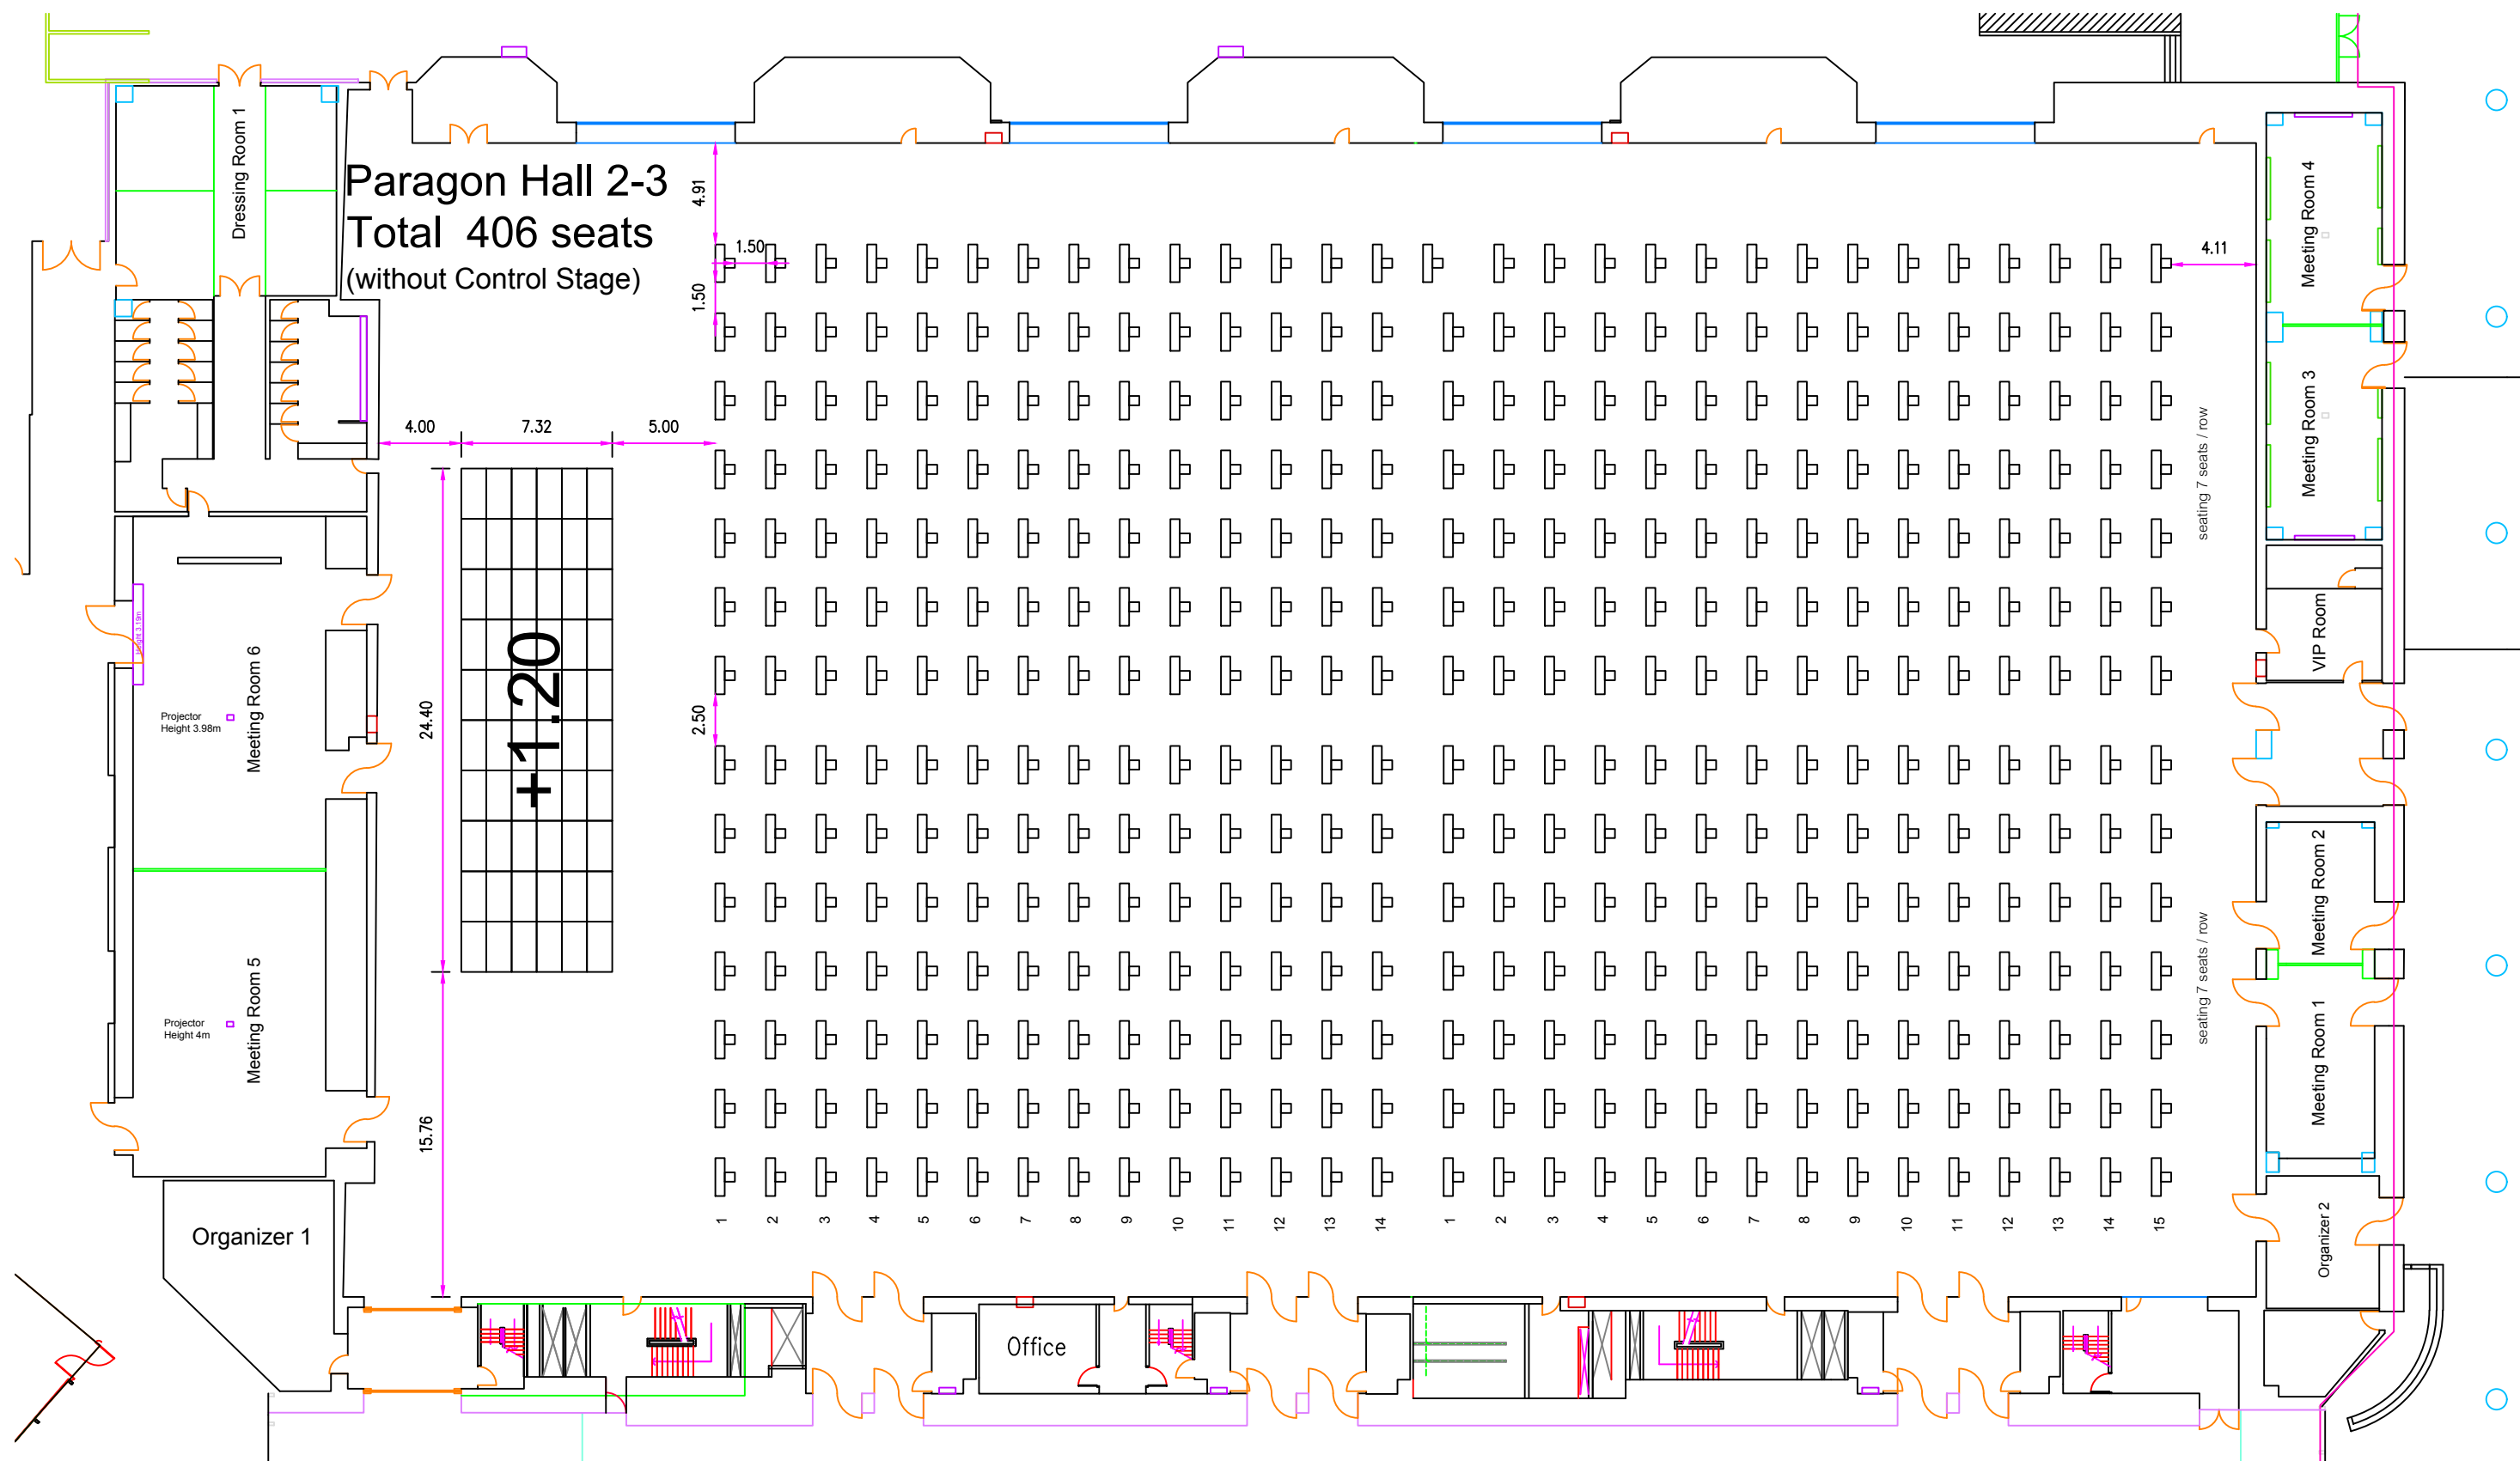 Paragon Hall 2-3
Total 406 seats
(without Control Stage)
Dressing Room 1
4.91
1.50
1.50
4.11
Meeting Room 4
Meeting Room 3
4.00
7.32
5.00
seating 7 seats / row
Height 3.19m
Meeting Room 6
Projector
Height 3.98m
24.40
+1.20
2.50
VIP Room
Meeting Room 2
seating 7 seats / row
Meeting Room 5
Projector
Height 4m
15.76
Meeting Room 1
1 2 3 4 5 6 7 8 9 10 11 12 13 14 1 2 3 4 5 6 7 8 9 10 11 12 13 14 15
Organizer 1
Organizer 2
Office